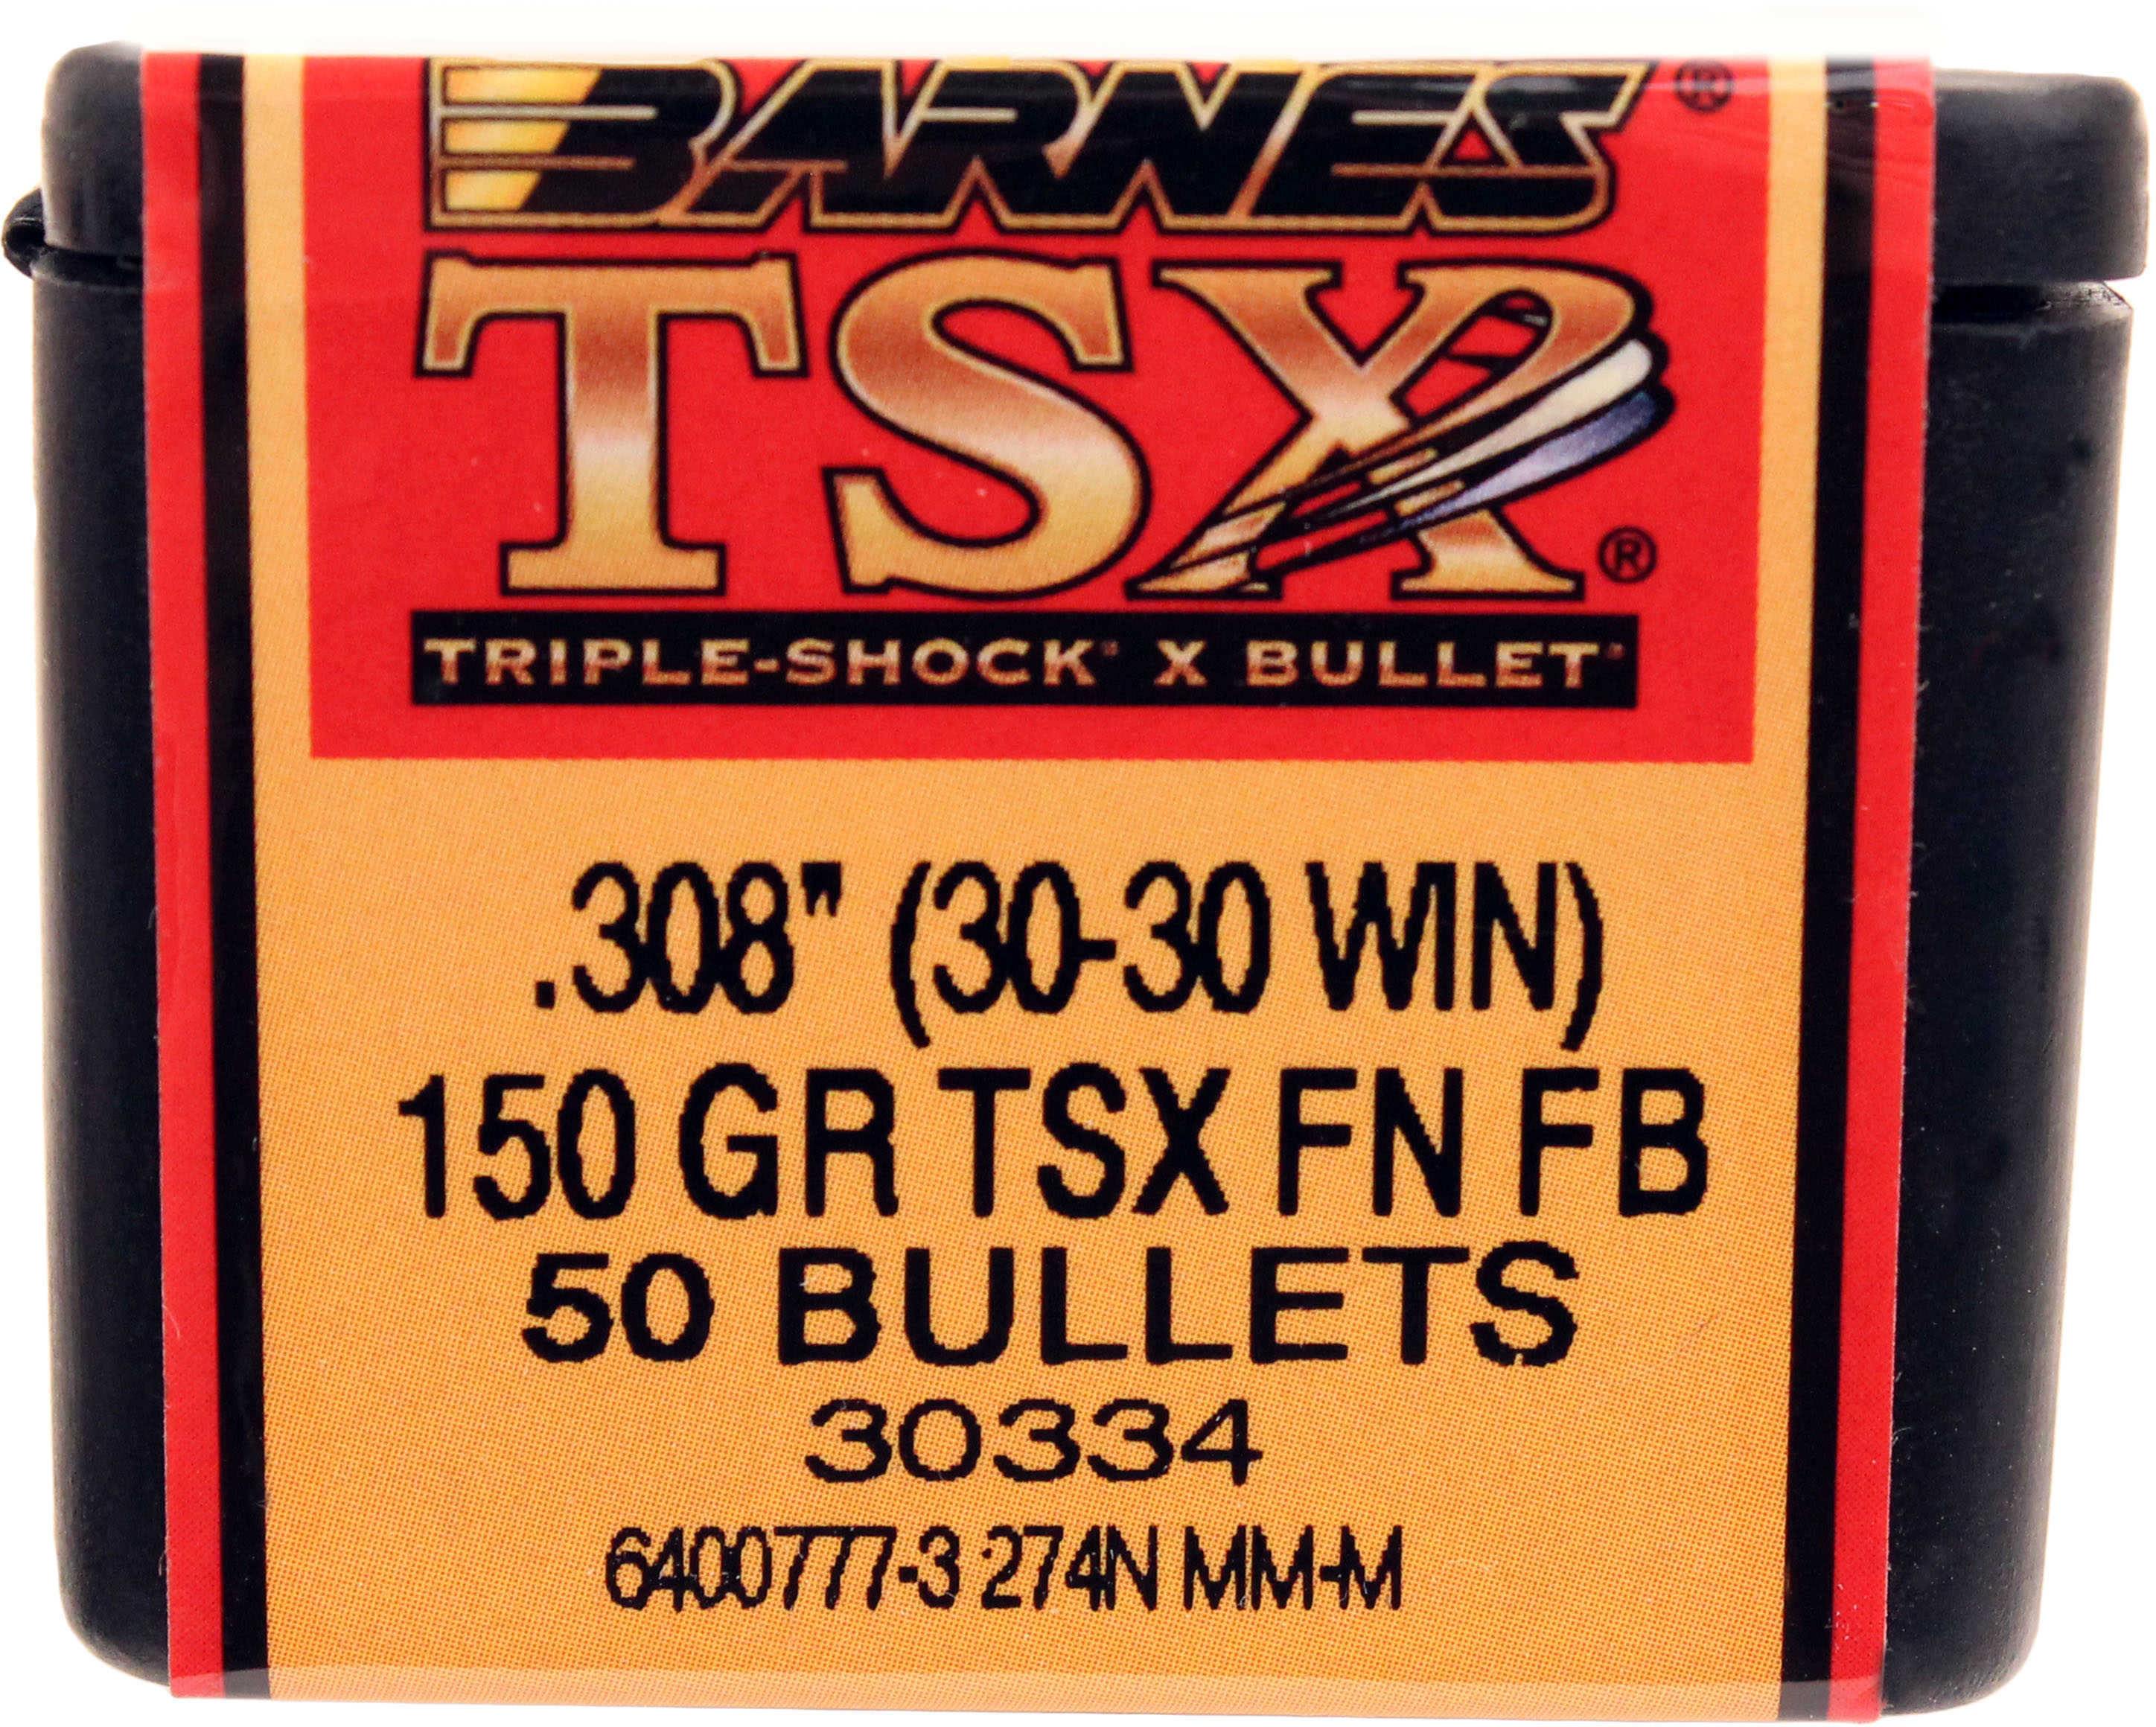 BARNES®
TSX®
TRIPLE-SHOCK® X BULLET®
.308" (30-30 WIN)
150 GR TSX FN FB
50 BULLETS
30334
6400777-3 274N MM-M